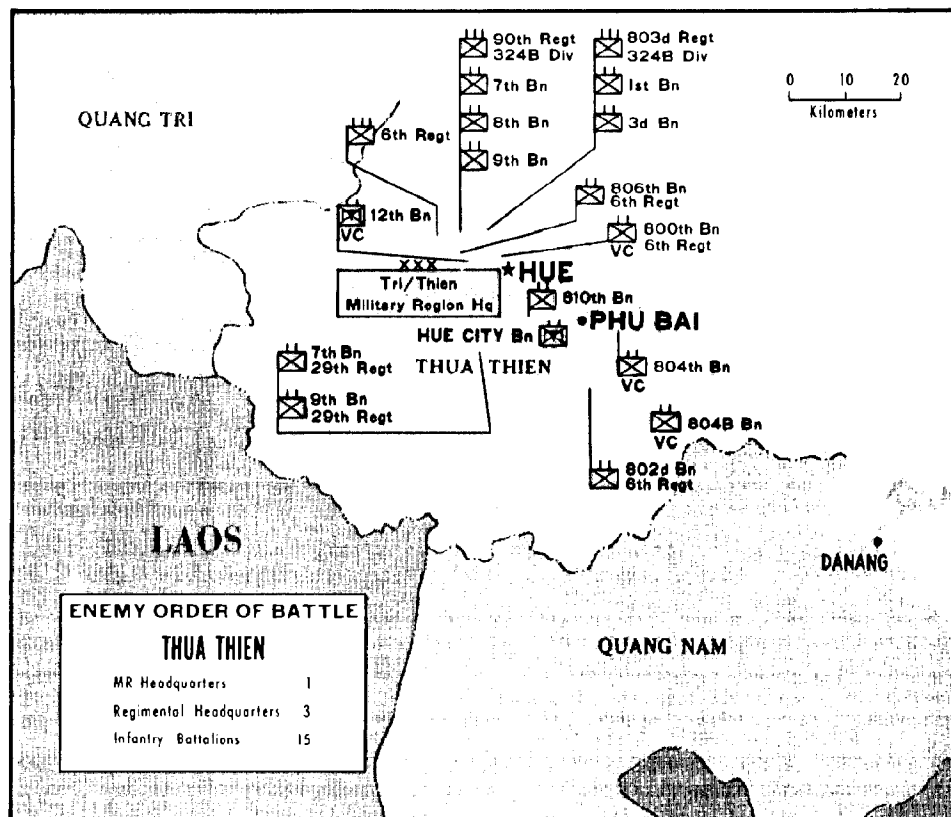 90th Regt
324B Div
7th Bn
8th Bn
9th Bn
803d Regt
324B Div
1st Bn
3d Bn
0 10 20
Kilometers
QUANG TRI
6th Regt
12th Bn
VC
806th Bn
6th Regt
800th Bn
VC 6th Regt
XXX
Tri/Thien
Military Region Hq
HUE
810th Bn
HUE CITY Bn
PHU BAI
THUA THIEN
7th Bn
29th Regt
9th Bn
29th Regt
804th Bn
VC
804B Bn
VC
802d Bn
6th Regt
LAOS
DANANG
QUANG NAM
ENEMY ORDER OF BATTLE
THUA THIEN
MR Headquarters 1
Regimental Headquarters 3
Infantry Battalions 15